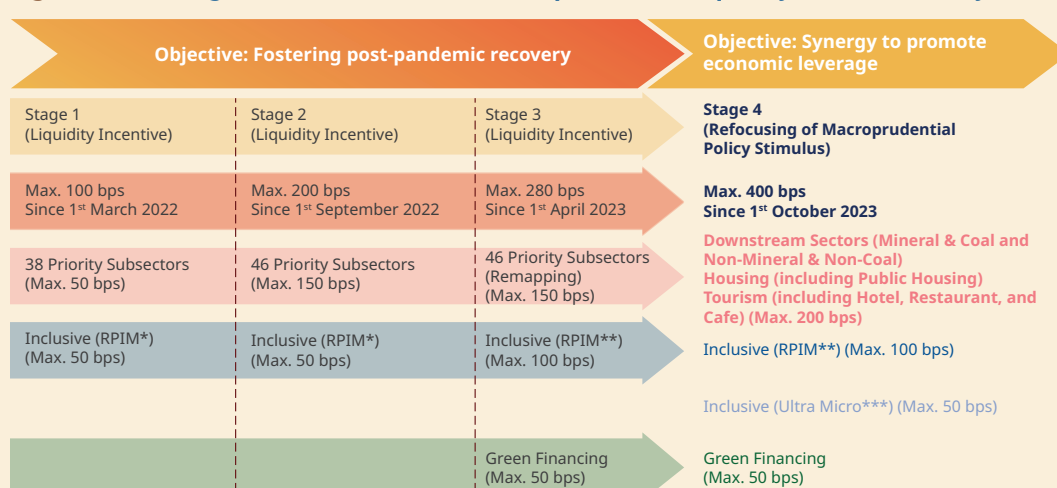 Objective: Fostering post-pandemic recovery
Objective: Synergy to promote
economic leverage
Stage 1
(Liquidity Incentive)
Stage 2
(Liquidity Incentive)
Stage 3
(Liquidity Incentive)
Stage 4
(Refocusing of Macroprudential
Policy Stimulus)
Max. 100 bps
Since 1st March 2022
Max. 200 bps
Since 1st September 2022
Max. 280 bps
Since 1st April 2023
Max. 400 bps
Since 1st October 2023
38 Priority Subsectors
(Max. 50 bps)
46 Priority Subsectors
(Max. 150 bps)
46 Priority Subsectors
(Remapping)
(Max. 150 bps)
Downstream Sectors (Mineral & Coal and
Non-Mineral & Non-Coal)
Housing (including Public Housing)
Tourism (including Hotel, Restaurant, and
Cafe) (Max. 200 bps)
Inclusive (RPIM*)
(Max. 50 bps)
Inclusive (RPIM*)
(Max. 50 bps)
Inclusive (RPIM**)
(Max. 100 bps)
Inclusive (RPIM**) (Max. 100 bps)
Inclusive (Ultra Micro***) (Max. 50 bps)
Green Financing
(Max. 50 bps)
Green Financing
(Max. 50 bps)